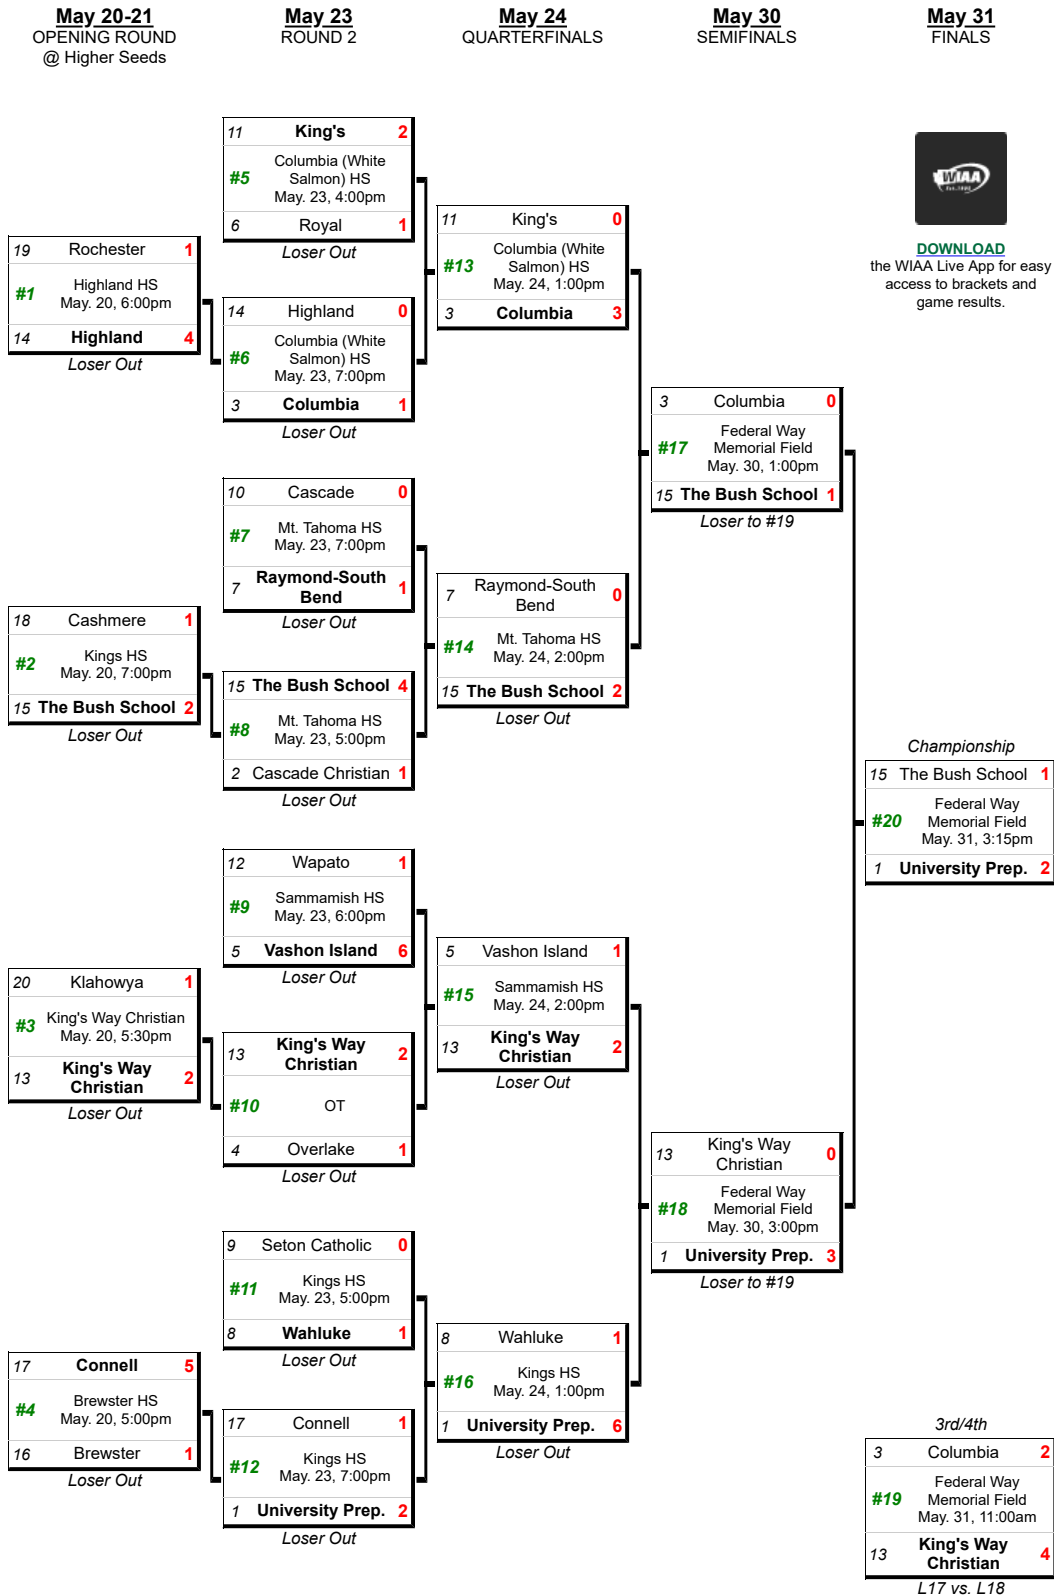 May 20-21
OPENING ROUND
@ Higher Seeds
May 23
ROUND 2
May 24
QUARTERFINALS
May 30
SEMIFINALS
May 31
FINALS
WIAA
DOWNLOAD
the WIAA Live App for easy
access to brackets and
game results.
19 Rochester 1
#1 Highland HS
May. 20, 6:00pm
14 Highland 4
Loser Out
18 Cashmere 1
#2 Kings HS
May. 20, 7:00pm
15 The Bush School 2
Loser Out
20 Klahowya 1
#3 King's Way Christian
May. 20, 5:30pm
13 King's Way
Christian 2
Loser Out
17 Connell 5
#4 Brewster HS
May. 20, 5:00pm
16 Brewster 1
Loser Out
11 King's 2
#5 Columbia (White
Salmon) HS
May. 23, 4:00pm
6 Royal 1
Loser Out
14 Highland 0
#6 Columbia (White
Salmon) HS
May. 23, 7:00pm
3 Columbia 1
Loser Out
10 Cascade 0
#7 Mt. Tahoma HS
May. 23, 7:00pm
7 Raymond-South
Bend 1
Loser Out
15 The Bush School 4
#8 Mt. Tahoma HS
May. 23, 5:00pm
2 Cascade Christian 1
Loser Out
12 Wapato 1
#9 Sammamish HS
May. 23, 6:00pm
5 Vashon Island 6
Loser Out
13 King's Way
Christian 2
#10 OT
4 Overlake 1
Loser Out
9 Seton Catholic 0
#11 Kings HS
May. 23, 5:00pm
8 Wahluke 1
Loser Out
17 Connell 1
#12 Kings HS
May. 23, 7:00pm
1 University Prep. 2
Loser Out
11 King's 0
#13 Columbia (White
Salmon) HS
May. 24, 1:00pm
3 Columbia 3
7 Raymond-South
Bend 0
#14 Mt. Tahoma HS
May. 24, 2:00pm
15 The Bush School 2
Loser Out
5 Vashon Island 1
#15 Sammamish HS
May. 24, 2:00pm
13 King's Way
Christian 2
Loser Out
8 Wahluke 1
#16 Kings HS
May. 24, 1:00pm
1 University Prep. 6
Loser Out
3 Columbia 0
#17 Federal Way
Memorial Field
May. 30, 1:00pm
15 The Bush School 1
Loser to #19
13 King's Way
Christian 0
#18 Federal Way
Memorial Field
May. 30, 3:00pm
1 University Prep. 3
Loser to #19
Championship
15 The Bush School 1
#20 Federal Way
Memorial Field
May. 31, 3:15pm
1 University Prep. 2
3rd/4th
3 Columbia 2
#19 Federal Way
Memorial Field
May. 31, 11:00am
13 King's Way
Christian 4
L17 vs. L18